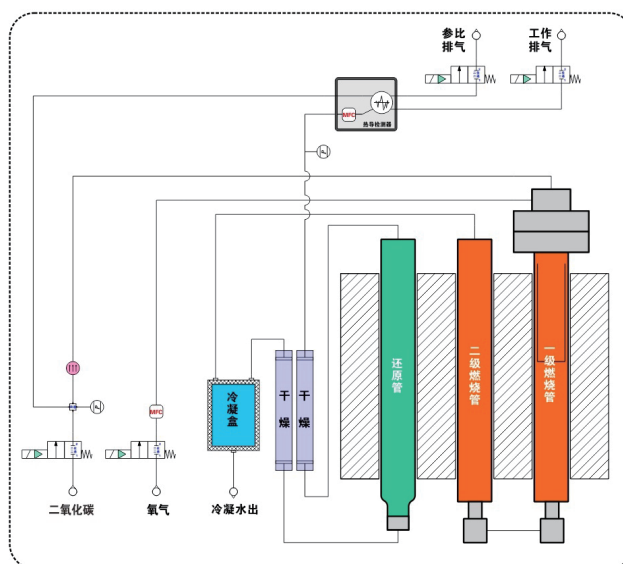 参比
排气
工作
排气
MFC
热导检测器
还原管
二级燃烧管
一级燃烧管
冷凝盒
干燥
干燥
MFC
二氧化碳
氧气
冷凝水出